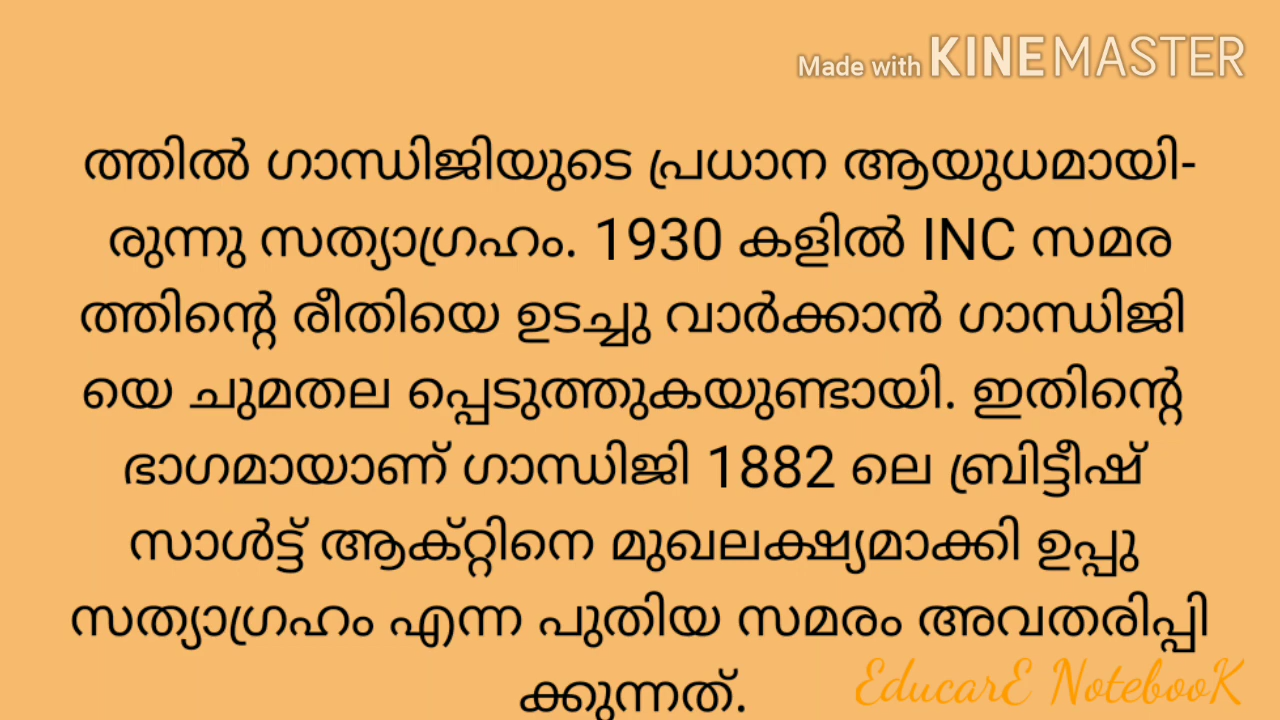 Made with KINEMASTER
ത്തിൽ ഗാന്ധിജിയുടെ പ്രധാന ആയുധമായി-
രുന്നു സത്യാഗ്രഹം. 1930 കളിൽ INC സമര
ത്തിന്റെ രീതിയെ ഉടച്ചു വാർക്കാൻ ഗാന്ധിജി
യെ ചുമതല പ്പെടുത്തുകയുണ്ടായി. ഇതിന്റെ
ഭാഗമായാണ് ഗാന്ധിജി 1882 ലെ ബ്രിട്ടീഷ്
സാൾട്ട് ആക്റ്റിനെ മുഖലക്ഷ്യമാക്കി ഉപ്പു
സത്യാഗ്രഹം എന്ന പുതിയ സമരം അവതരിപ്പി
ക്കുന്നത്.
EducarE NotebooK